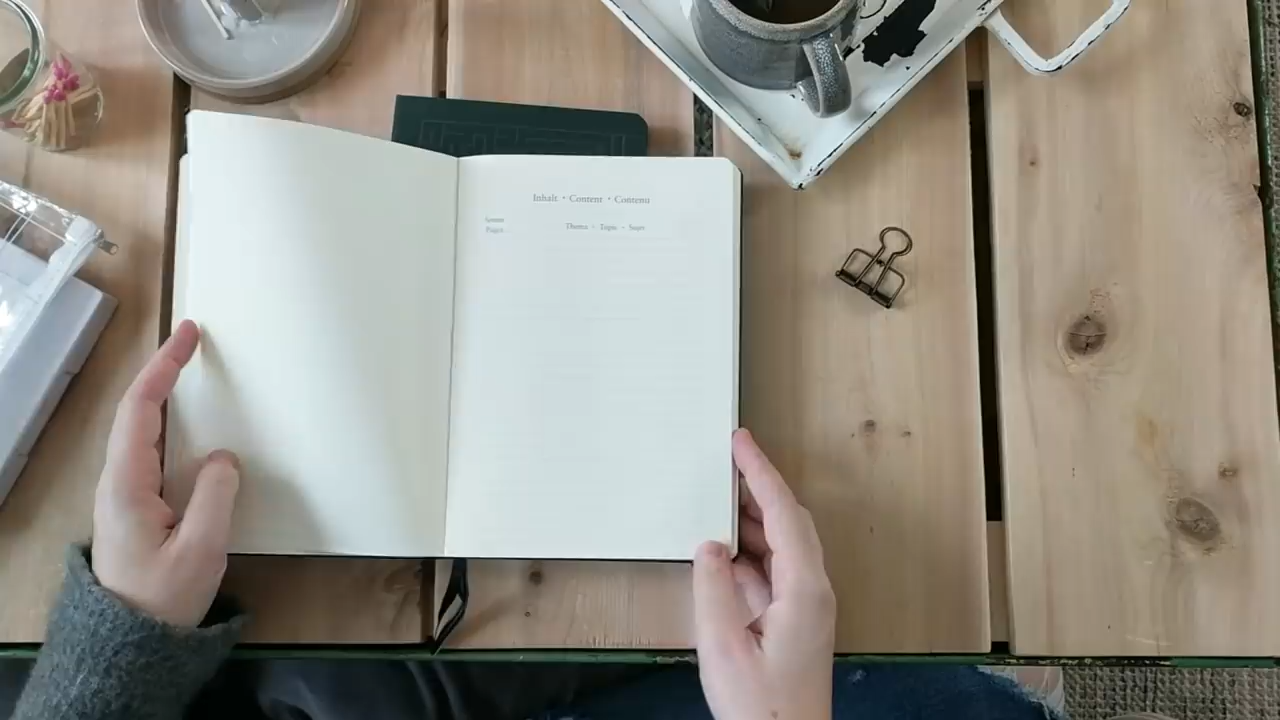 Inhalt • Content • Contenu
Seiten
Pages
Thema - Topic - Sujet